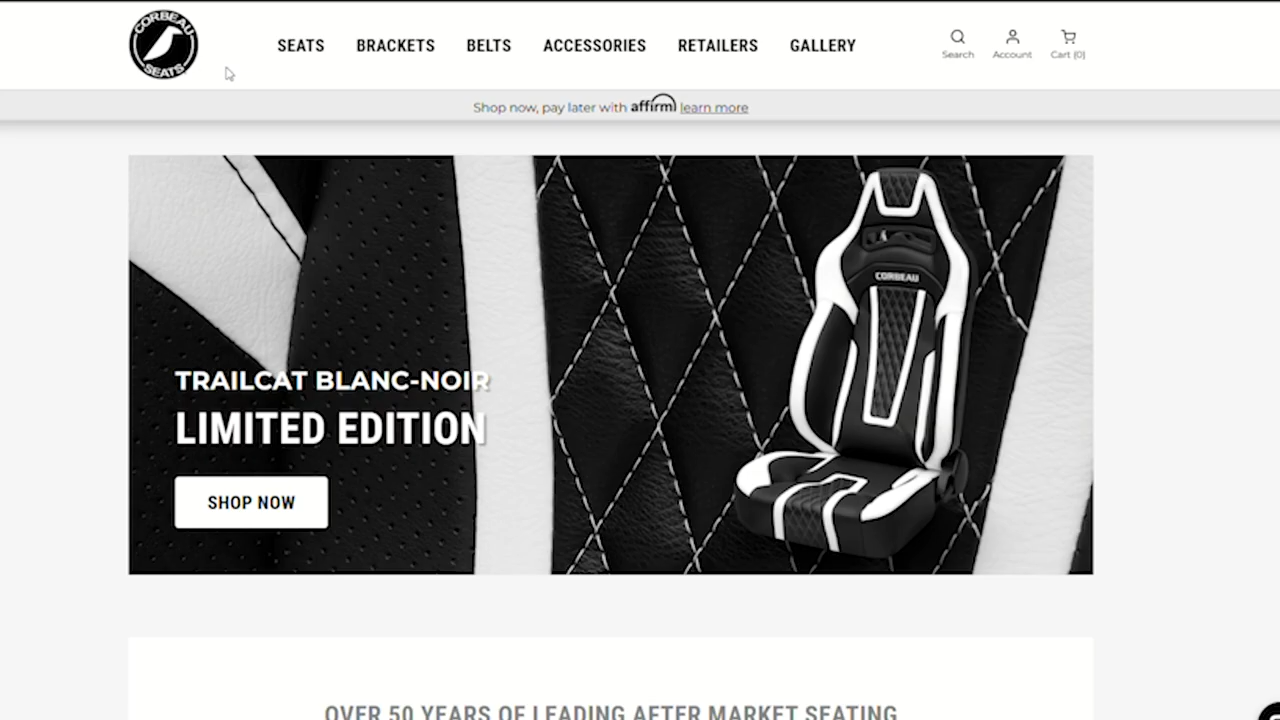 CORBEAU
SEATS
SEATS BRACKETS BELTS ACCESSORIES RETAILERS GALLERY
Search Account Cart (0)
Shop now, pay later with affirm learn more
CORBEAU
TRAILCAT BLANC-NOIR
LIMITED EDITION
SHOP NOW
OVER 50 YEARS OF LEADING AFTER MARKET SEATING